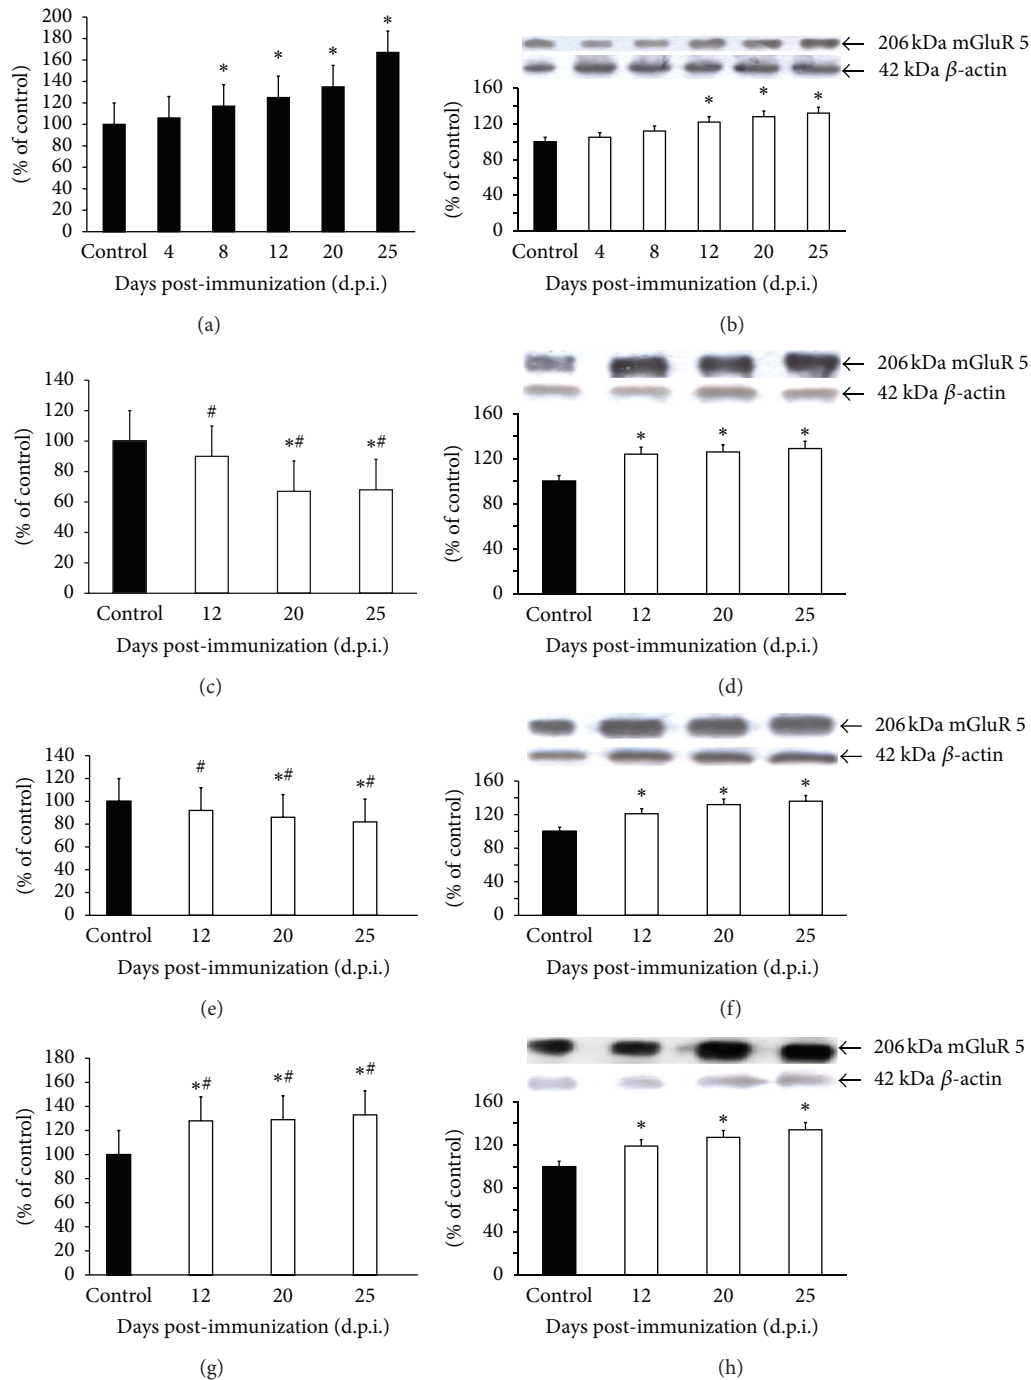 200
180
160
140
120
100
80
60
40
20
0
(% of control)
* * * *
Control 4 8 12 20 25
Days post-immunization (d.p.i.)
(a)
206 kDa mGluR 5
42 kDa β-actin
160
120
80
40
0
(% of control)
* * *
Control 4 8 12 20 25
Days post-immunization (d.p.i.)
(b)
140
120
100
80
60
40
20
0
(% of control)
# *# *#
Control 12 20 25
Days post-immunization (d.p.i.)
(c)
206 kDa mGluR 5
42 kDa β-actin
160
120
80
40
0
(% of control)
* * *
Control 12 20 25
Days post-immunization (d.p.i.)
(d)
140
120
100
80
60
40
20
0
(% of control)
# *# *#
Control 12 20 25
Days post-immunization (d.p.i.)
(e)
206 kDa mGluR 5
42 kDa β-actin
160
120
80
40
0
(% of control)
* * *
Control 12 20 25
Days post-immunization (d.p.i.)
(f)
180
160
140
120
100
80
60
40
20
0
(% of control)
*# *# *#
Control 12 20 25
Days post-immunization (d.p.i.)
(g)
206 kDa mGluR 5
42 kDa β-actin
160
120
80
40
0
(% of control)
* * *
Control 12 20 25
Days post-immunization (d.p.i.)
(h)